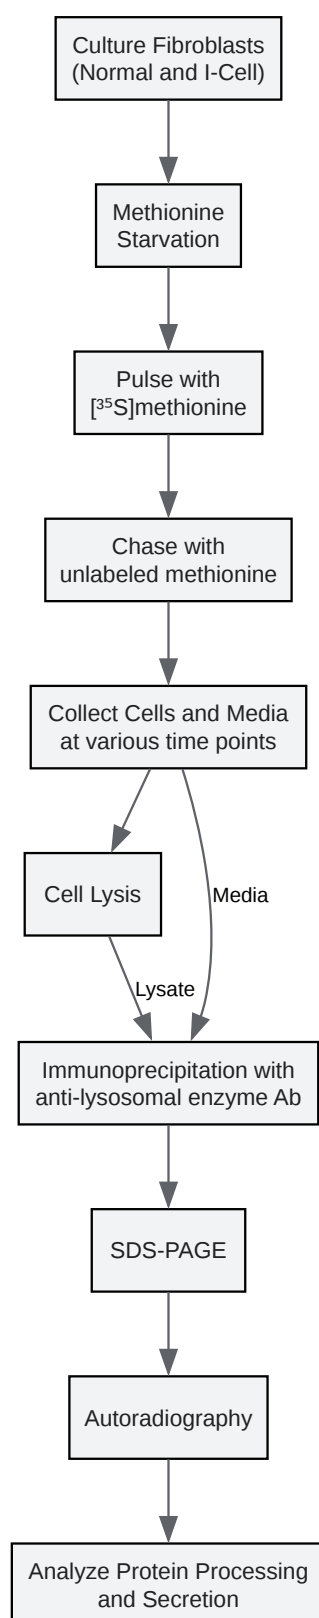 Culture Fibroblasts
(Normal and I-Cell)
Methionine
Starvation
Pulse with
[³⁵S]methionine
Chase with
unlabeled methionine
Collect Cells and Media
at various time points
Cell Lysis
Media
Lysate
Immunoprecipitation with
anti-lysosomal enzyme Ab
SDS-PAGE
Autoradiography
Analyze Protein Processing
and Secretion